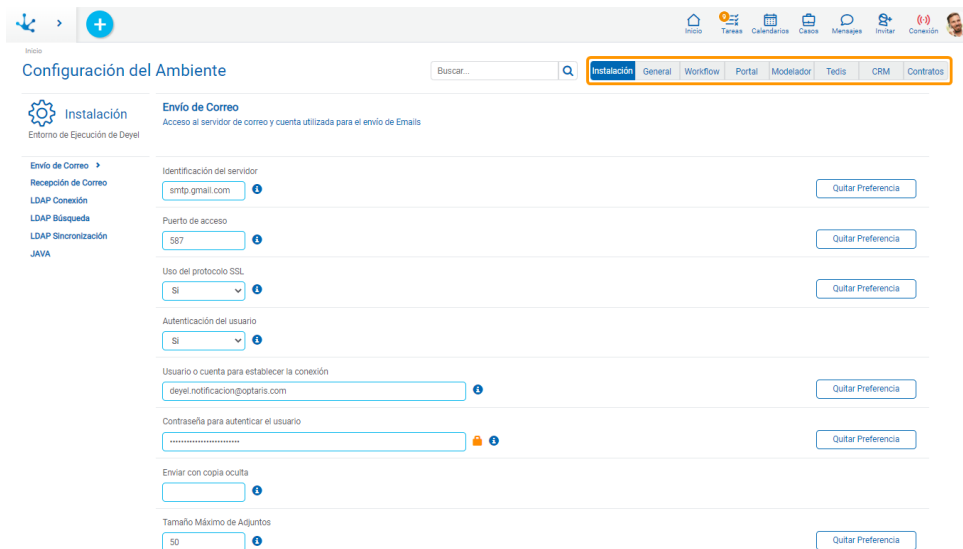 9
Inicio
Tareas
Calendarios
Casos
Mensajes
Invitar
Conexión
Inicio
Configuración del Ambiente
Buscar...
Instalación
General
Workflow
Portal
Modelador
Tedis
CRM
Contratos
Instalación
Entorno de Ejecución de Deyel
Envío de Correo
Acceso al servidor de correo y cuenta utilizada para el envío de Emails
Envío de Correo
Recepción de Correo
LDAP Conexión
LDAP Búsqueda
LDAP Sincronización
JAVA
Identificación del servidor
smtp.gmail.com
Quitar Preferencia
Puerto de acceso
587
Quitar Preferencia
Uso del protocolo SSL
Si
Quitar Preferencia
Autenticación del usuario
Si
Usuario o cuenta para establecer la conexión
deyel.notificacion@optaris.com
Quitar Preferencia
Contraseña para autenticar el usuario
Quitar Preferencia
Enviar con copia oculta
Tamaño Máximo de Adjuntos
50
Quitar Preferencia